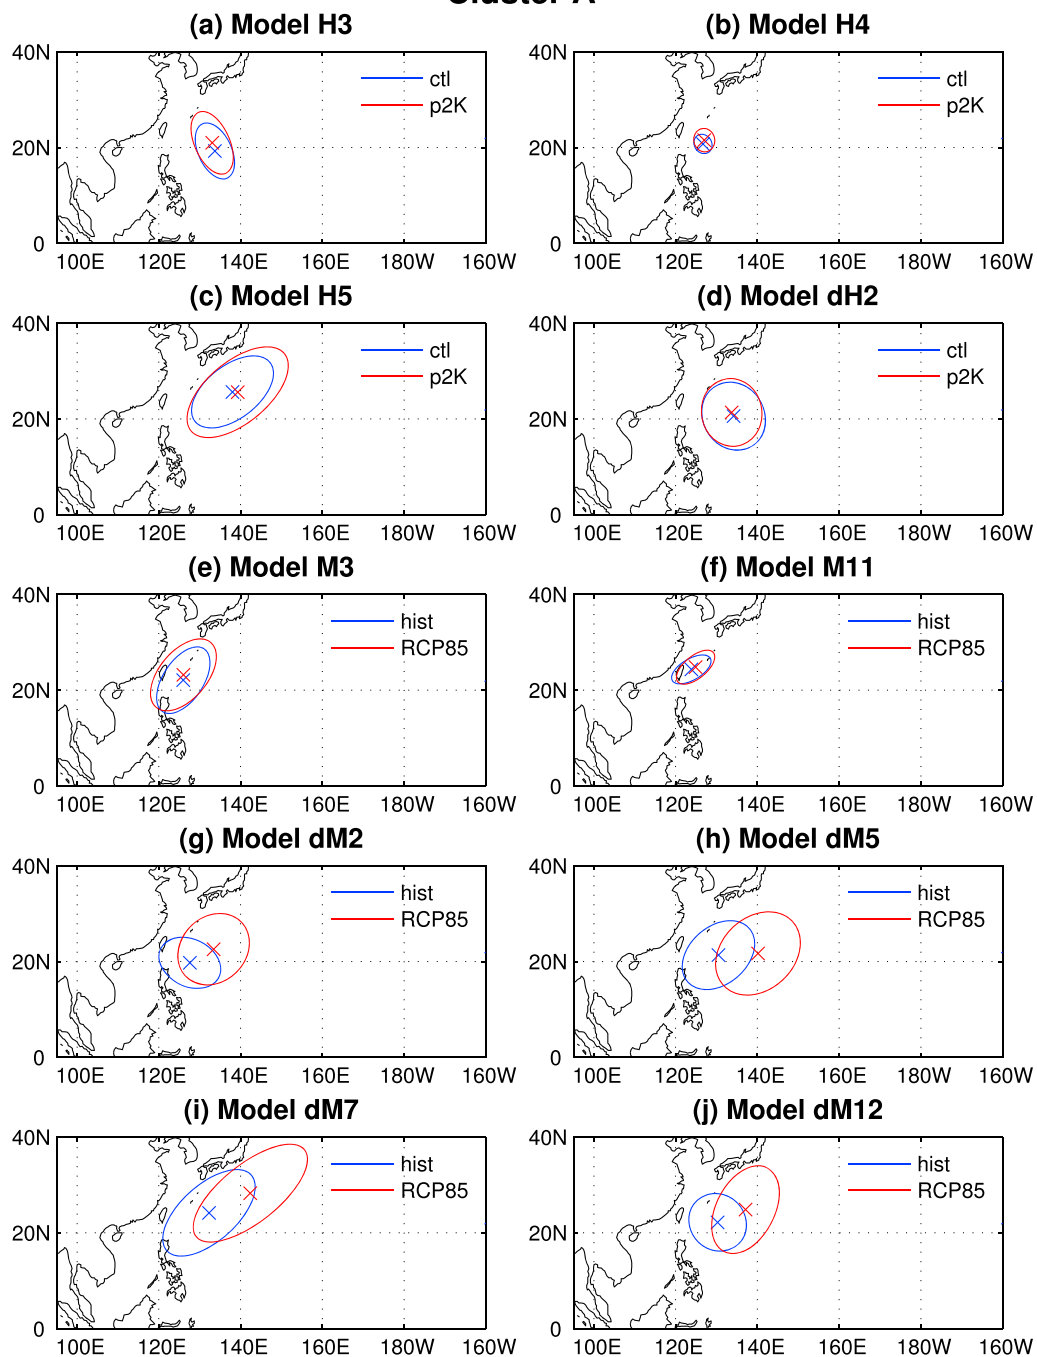 Cluster A
(a) Model H3
(b) Model H4
40N
20N
0
100E 120E 140E 160E 180W 160W
ctl
p2K
40N
20N
0
100E 120E 140E 160E 180W 160W
ctl
p2K
(c) Model H5
(d) Model dH2
40N
20N
0
100E 120E 140E 160E 180W 160W
ctl
p2K
40N
20N
0
100E 120E 140E 160E 180W 160W
ctl
p2K
(e) Model M3
(f) Model M11
40N
20N
0
100E 120E 140E 160E 180W 160W
hist
RCP85
40N
20N
0
100E 120E 140E 160E 180W 160W
hist
RCP85
(g) Model dM2
(h) Model dM5
40N
20N
0
100E 120E 140E 160E 180W 160W
hist
RCP85
40N
20N
0
100E 120E 140E 160E 180W 160W
hist
RCP85
(i) Model dM7
(j) Model dM12
40N
20N
0
100E 120E 140E 160E 180W 160W
hist
RCP85
40N
20N
0
100E 120E 140E 160E 180W 160W
hist
RCP85